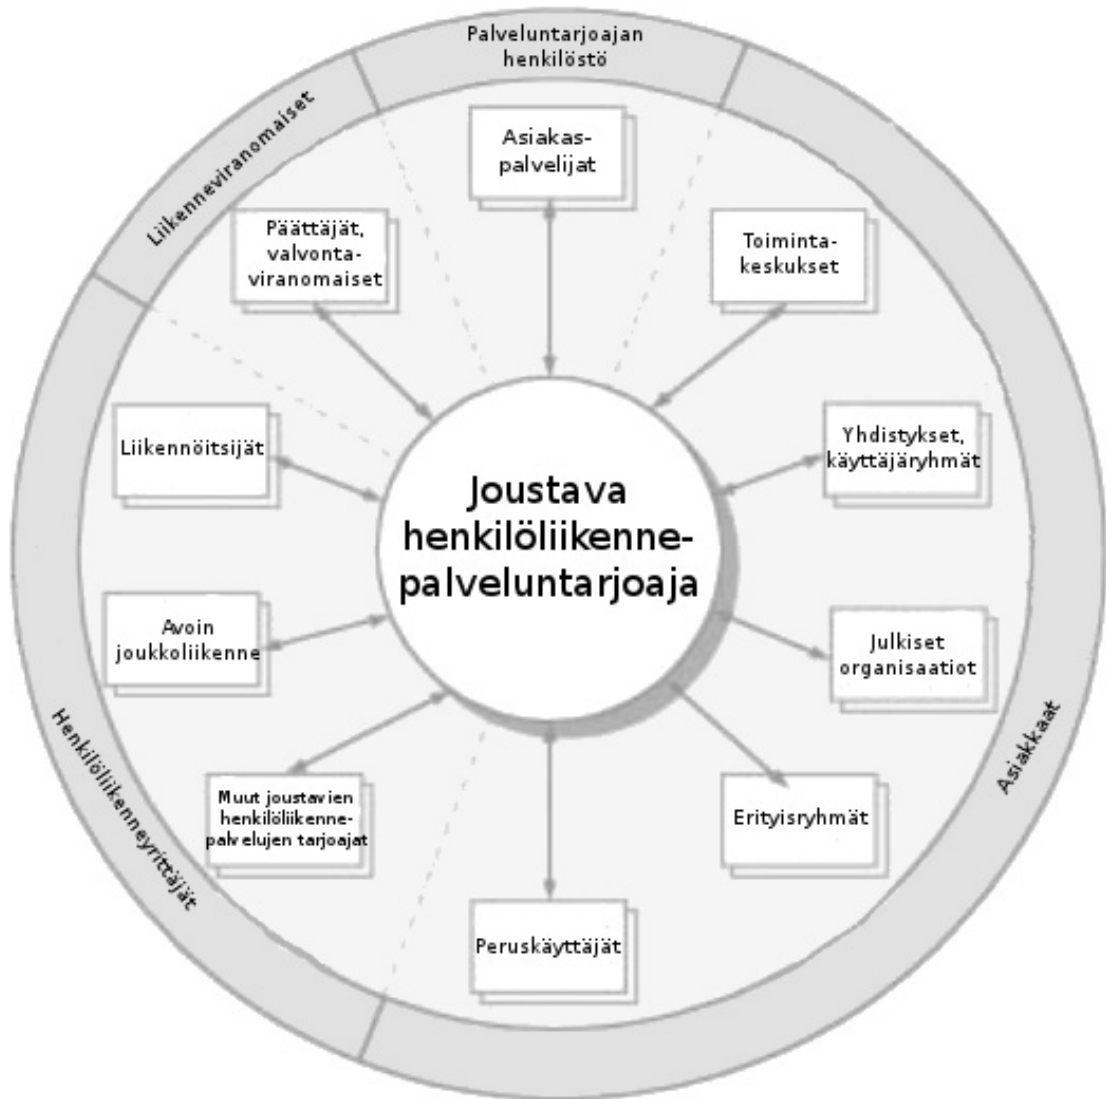 Palveluntarjoajan
henkilöstö
Liikenneviranomaiset
Asiakas-
palvelijat
Päättäjät,
valvonta-
viranomaiset
Toiminta-
keskukset
Liikennöitsijät
Yhdistykset,
käyttäjäryhmät
Joustava
henkilöliikenne-
palveluntarjoaja
Avoin
joukkoliikenne
Julkiset
organisaatiot
Henkilöliikenneyrittäjät
Asiakkaat
Muut joustavien
henkilöliikenne-
palvelujen tarjoajat
Erityisryhmät
Peruskäyttäjät